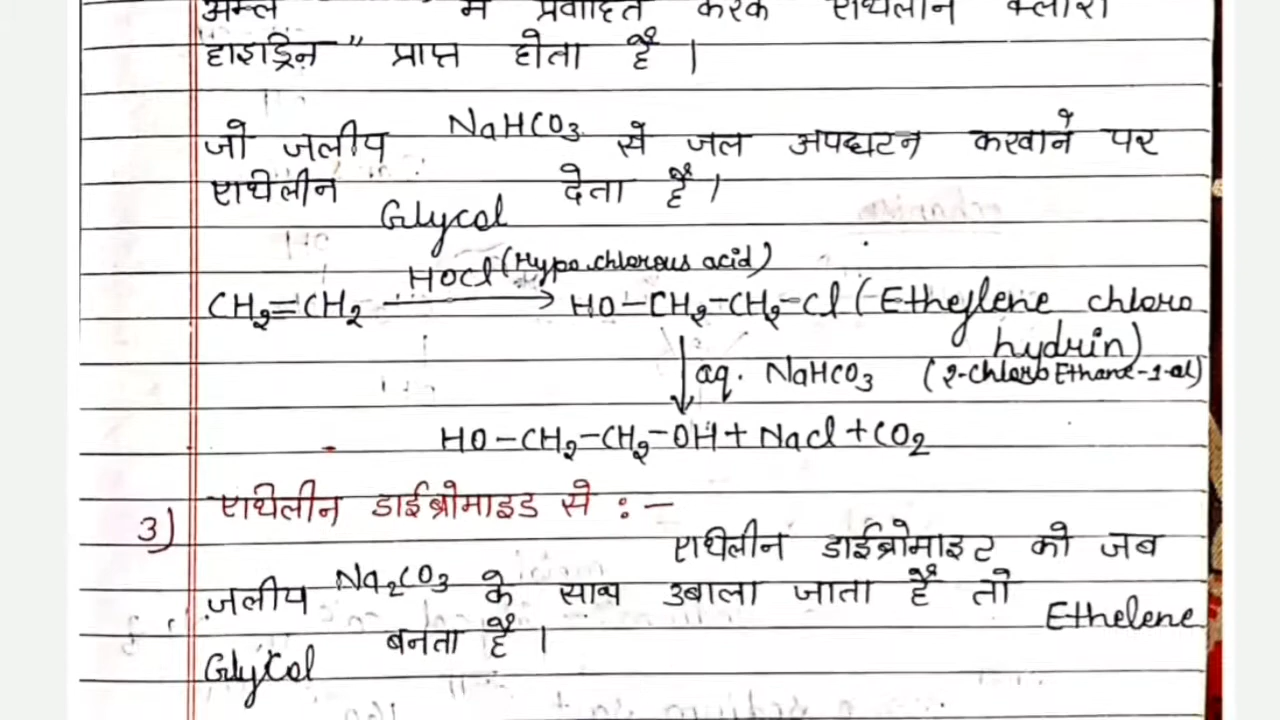 अम्ल में प्रवाहित करके एथिलीन क्लोरो
हाइड्रिन" प्राप्त होता है ।
जो जलीय NaHCO3 से जल अपघटन करवाने पर
एथिलीन Glycol देता है ।
CH2=CH2 HOCl (Hypo chlorous acid) → HO-CH2-CH2-Cl (Ethylene chloro
hydrin)
↓ aq. NaHCO3 (2-chloro Ethane-1-ol)
HO-CH2-CH2-OH + NaCl + CO2
3) एथिलीन डाईब्रोमाइड से :-
एथिलीन डाईब्रोमाइट को जब
जलीय Na2CO3 के साथ उबाला जाता है तो Ethelene
Glycol बनता है ।